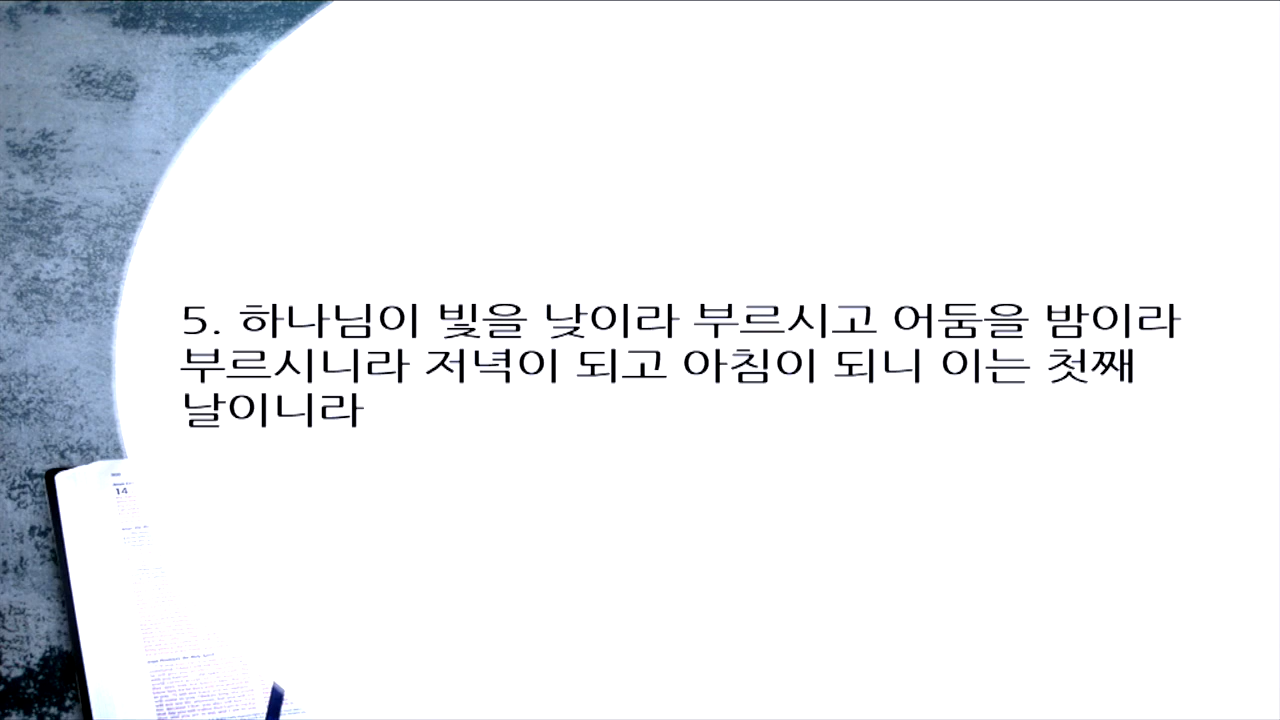 5. 하나님이 빛을 낮이라 부르시고 어둠을 밤이라
부르시니라 저녁이 되고 아침이 되니 이는 첫째
날이니라
14